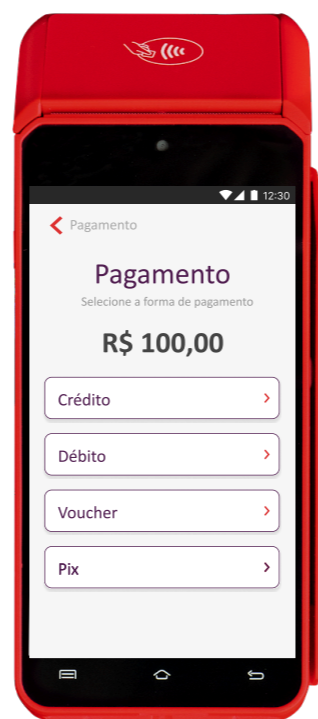 12:30
Pagamento
Pagamento
Selecione a forma de pagamento
R$ 100,00
Crédito
Débito
Voucher
Pix